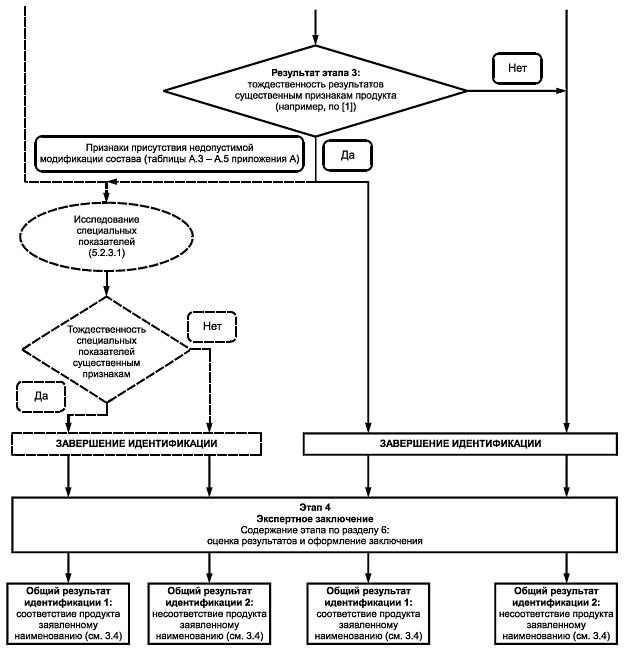 Результат этапа 3:
тождественность результатов
существенным признакам продукта
(например, по [1])
Нет
Признаки присутствия недопустимой
модификации состава (таблицы А.3 – А.5 приложения А)
Да
Исследование
специальных
показателей
(5.2.3.1)
Тождественность
специальных
показателей
существенным
признакам
Нет
Да
ЗАВЕРШЕНИЕ ИДЕНТИФИКАЦИИ
ЗАВЕРШЕНИЕ ИДЕНТИФИКАЦИИ
Этап 4
Экспертное заключение
Содержание этапа по разделу 6:
оценка результатов и оформление заключения
Общий результат
идентификации 1:
соответствие продукта
заявленному
наименованию (см. 3.4)
Общий результат
идентификации 2:
несоответствие продукта
заявленному
наименованию (см. 3.4)
Общий результат
идентификации 1:
соответствие продукта
заявленному
наименованию (см. 3.4)
Общий результат
идентификации 2:
несоответствие продукта
заявленному
наименованию (см. 3.4)